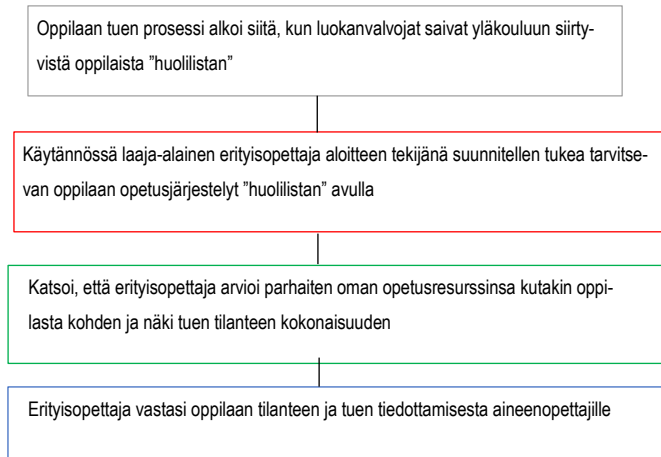 Oppilaan tuen prosessi alkoi siitä, kun luokanvalvojat saivat yläkouluun siirty-
vistä oppilaista ”huolilistan”
Käytännössä laaja-alainen erityisopettaja aloitteen tekijänä suunnitellen tukea tarvitse-
van oppilaan opetusjärjestelyt ”huolilistan” avulla
Katsoi, että erityisopettaja arvioi parhaiten oman opetusresurssinsa kutakin oppi-
lasta kohden ja näki tuen tilanteen kokonaisuuden
Erityisopettaja vastasi oppilaan tilanteen ja tuen tiedottamisesta aineenopettajille